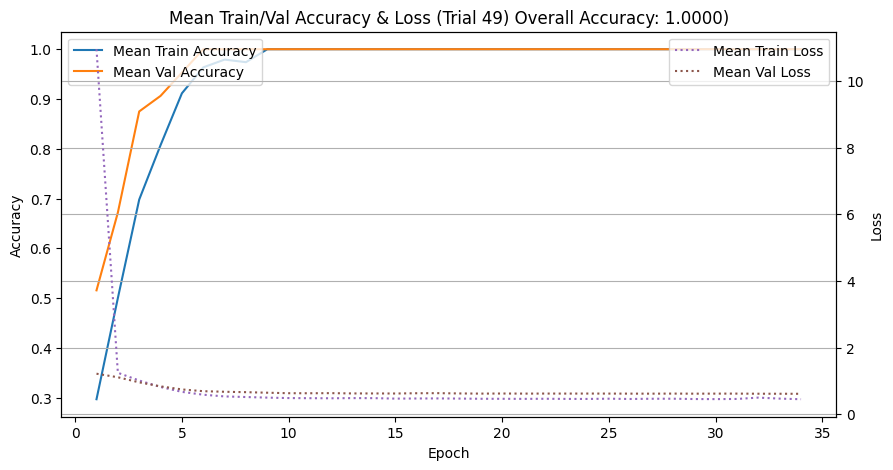 Mean Train/Val Accuracy & Loss (Trial 49) Overall Accuracy: 1.0000)
Mean Train Accuracy
Mean Val Accuracy
Mean Train Loss
Mean Val Loss
1.0
0.9
0.8
0.7
0.6
0.5
0.4
0.3
Accuracy
10
8
6
4
2
0
Loss
0 5 10 15 20 25 30 35
Epoch